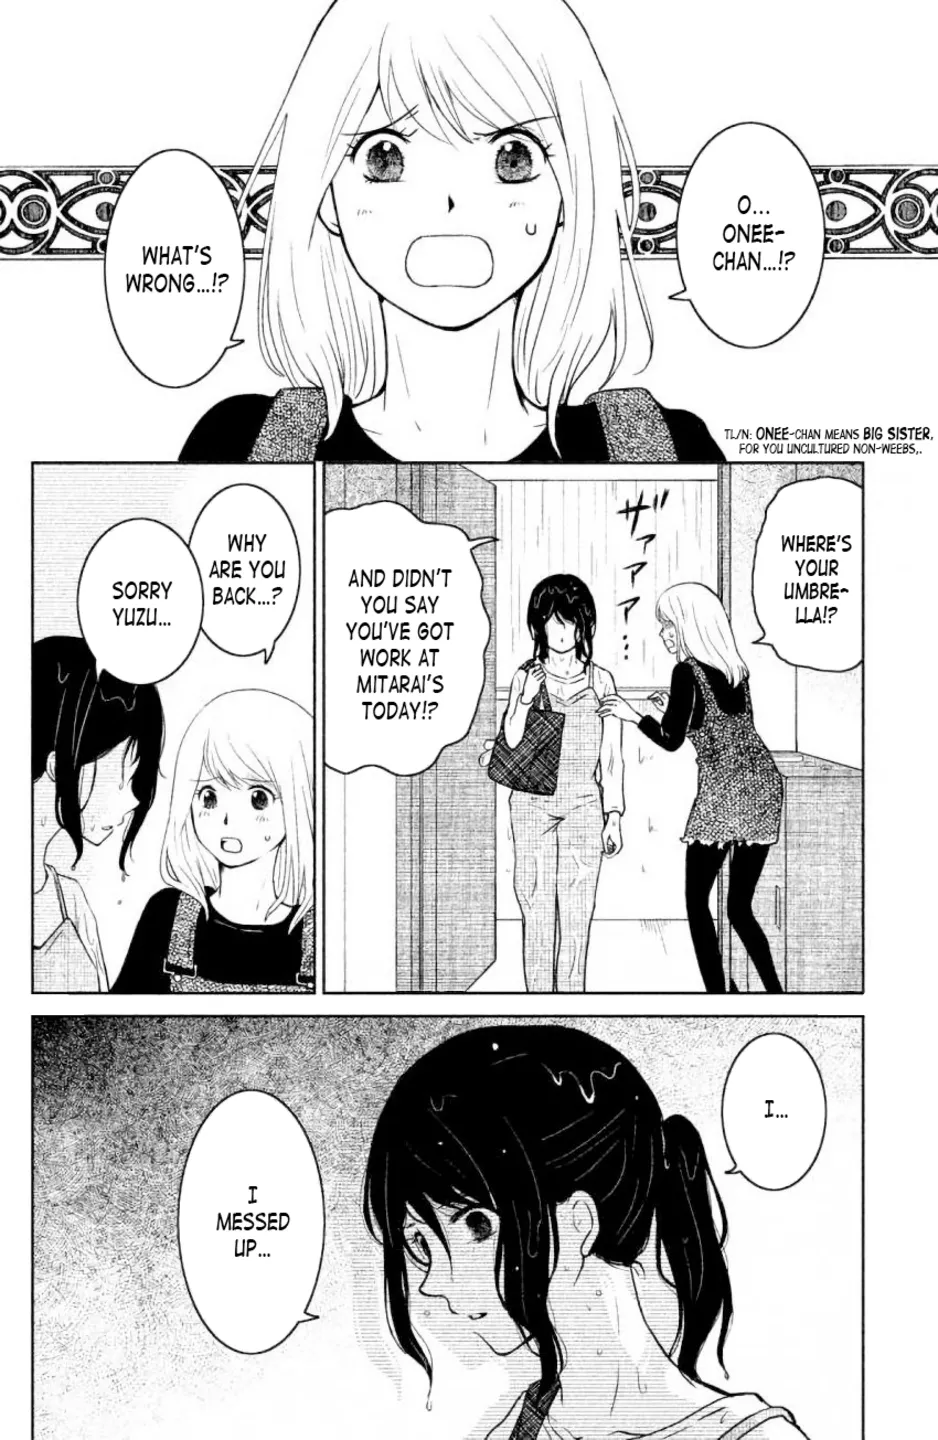 O...
ONEE-
CHAN...!?
WHAT'S
WRONG...!?
TL/N: ONEE-CHAN MEANS BIG SISTER,
FOR YOU UNCULTURED NON-WEEBS,.
WHERE'S
YOUR
UMBRE-
LLA!?
ザァァァ...
AND DIDN'T
YOU SAY
YOU'VE GOT
WORK AT
MITARAI'S
TODAY!?
WHY
ARE YOU
BACK...?
SORRY
YUZU...
I...
I
MESSED
UP...